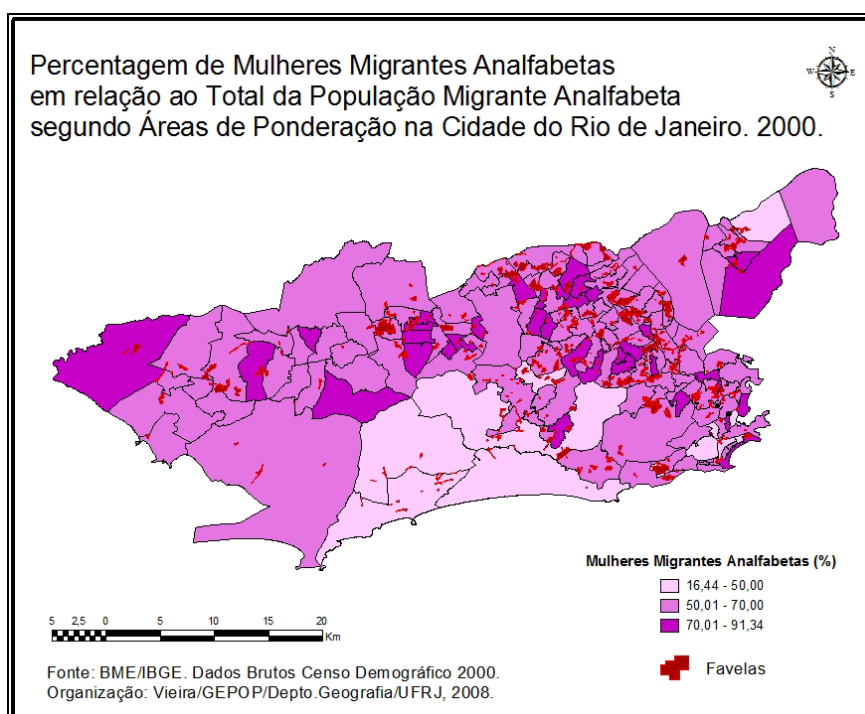 Percentagem de Mulheres Migrantes Analfabetas
em relação ao Total da População Migrante Analfabeta
segundo Áreas de Ponderação na Cidade do Rio de Janeiro. 2000.
N
W E
S
Mulheres Migrantes Analfabetas (%)
16,44 - 50,00
50,01 - 70,00
70,01 - 91,34
Favelas
5 2,5 0 5 10 15 20
Km
Fonte: BME/IBGE. Dados Brutos Censo Demográfico 2000.
Organização: Vieira/GEPOP/Depto.Geografia/UFRJ, 2008.